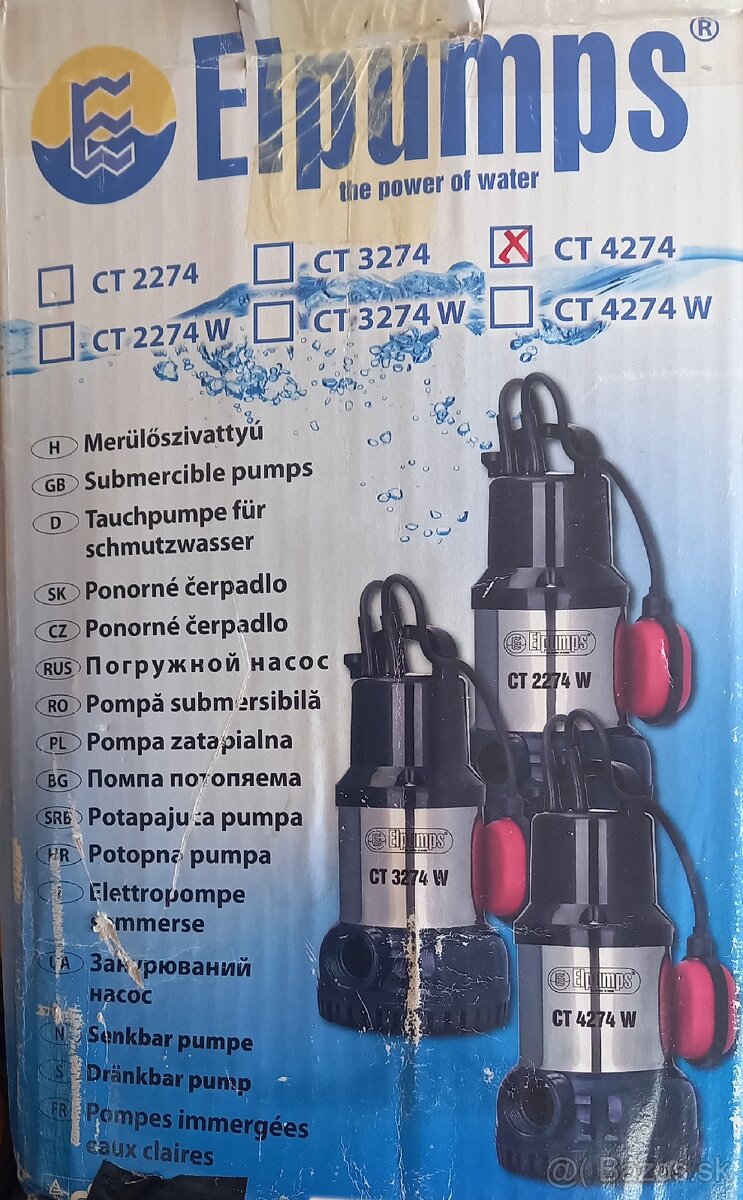 Elpumps®
the power of water
CT 2274
CT 3274
X CT 4274
CT 2274 W
CT 3274 W
CT 4274 W
H Merülőszivattyú
GB Submercible pumps
D Tauchpumpe für
schmutzwasser
SK Ponorné čerpadlo
CZ Ponorné čerpadlo
RUS Погружной насос
RO Pompă submersibilă
PL Pompa zatapialna
BG Помпа потопяема
SRB Potapajuća pumpa
HR Potopna pumpa
I Elettropompe
sommerse
UA Занурюваний
насос
N Senkbar pumpe
S Dränkbar pump
FR Pompes immergées
eaux claires
Elpumps®
CT 2274 W
Elpumps®
CT 3274 W
Elpumps®
CT 4274 W
@Bazos.sk